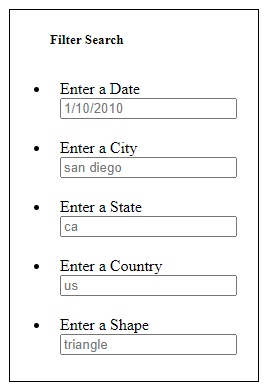 Filter Search
Enter a Date
1/10/2010
Enter a City
san diego
Enter a State
ca
Enter a Country
us
Enter a Shape
triangle